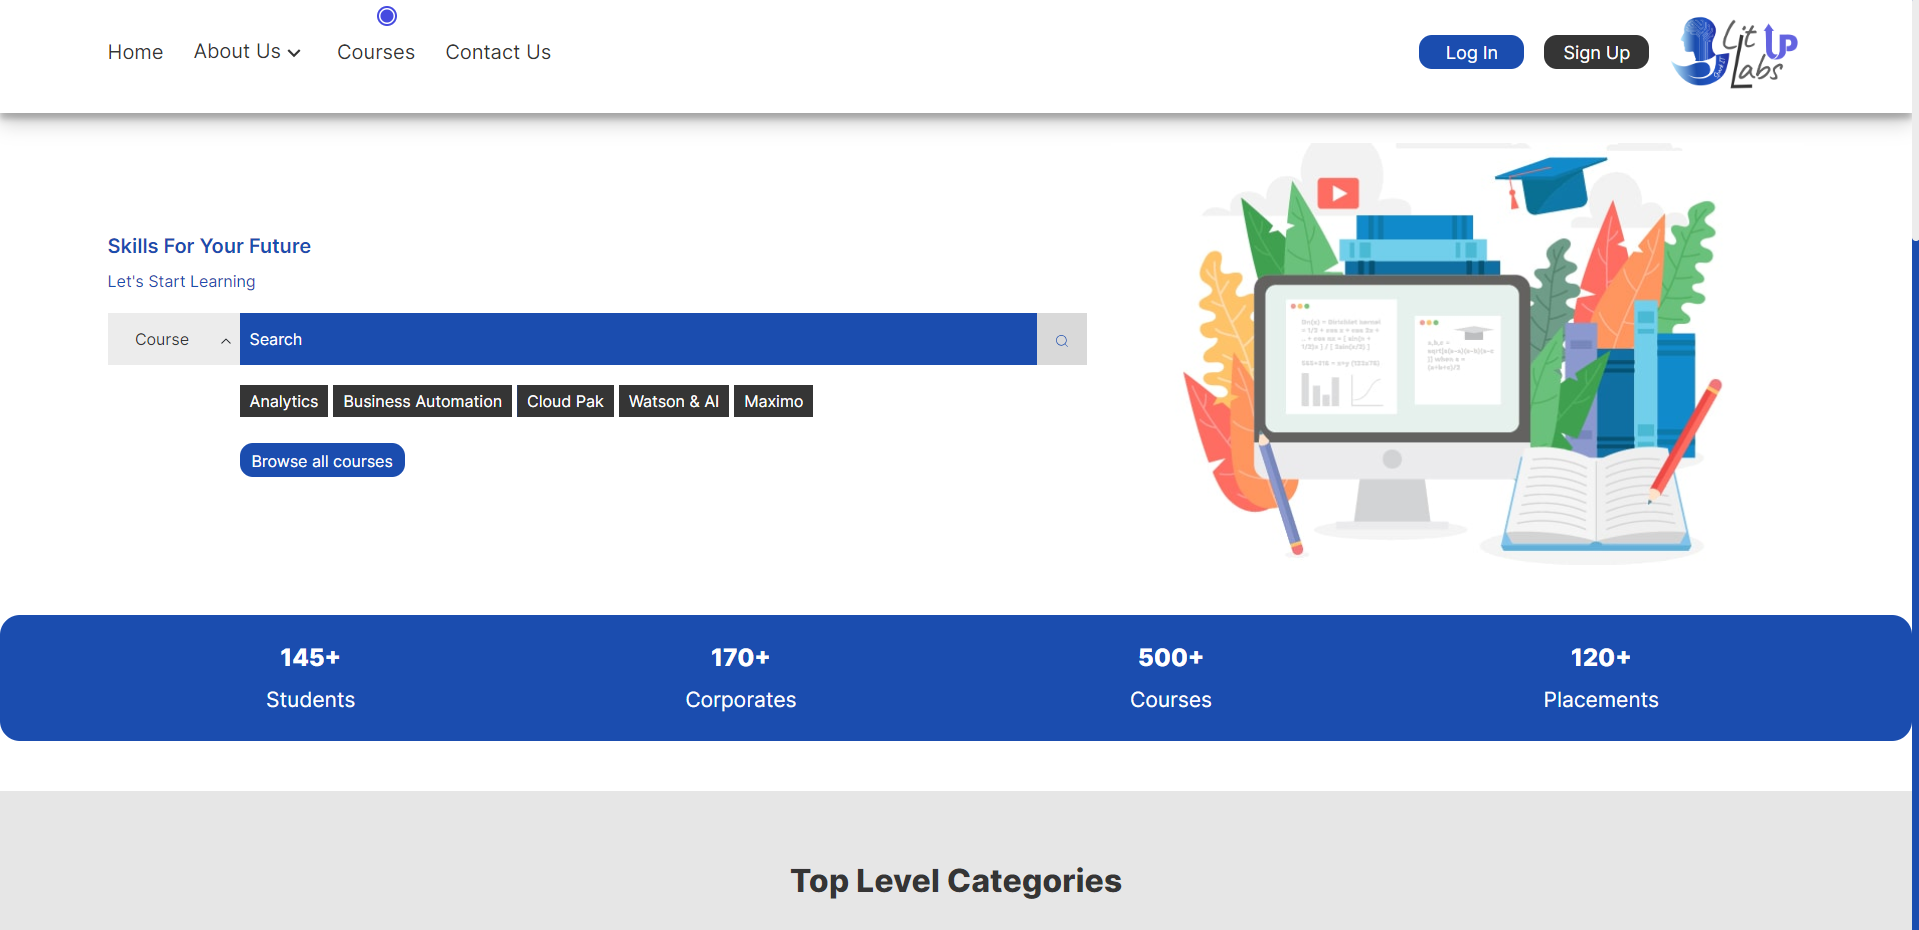 Home About Us Courses Contact Us Log In Sign Up Lit Up Labs
Skills For Your Future
Let's Start Learning
Course Search
Analytics Business Automation Cloud Pak Watson & AI Maximo
Browse all courses
145+ 170+ 500+ 120+
Students Corporates Courses Placements
Top Level Categories